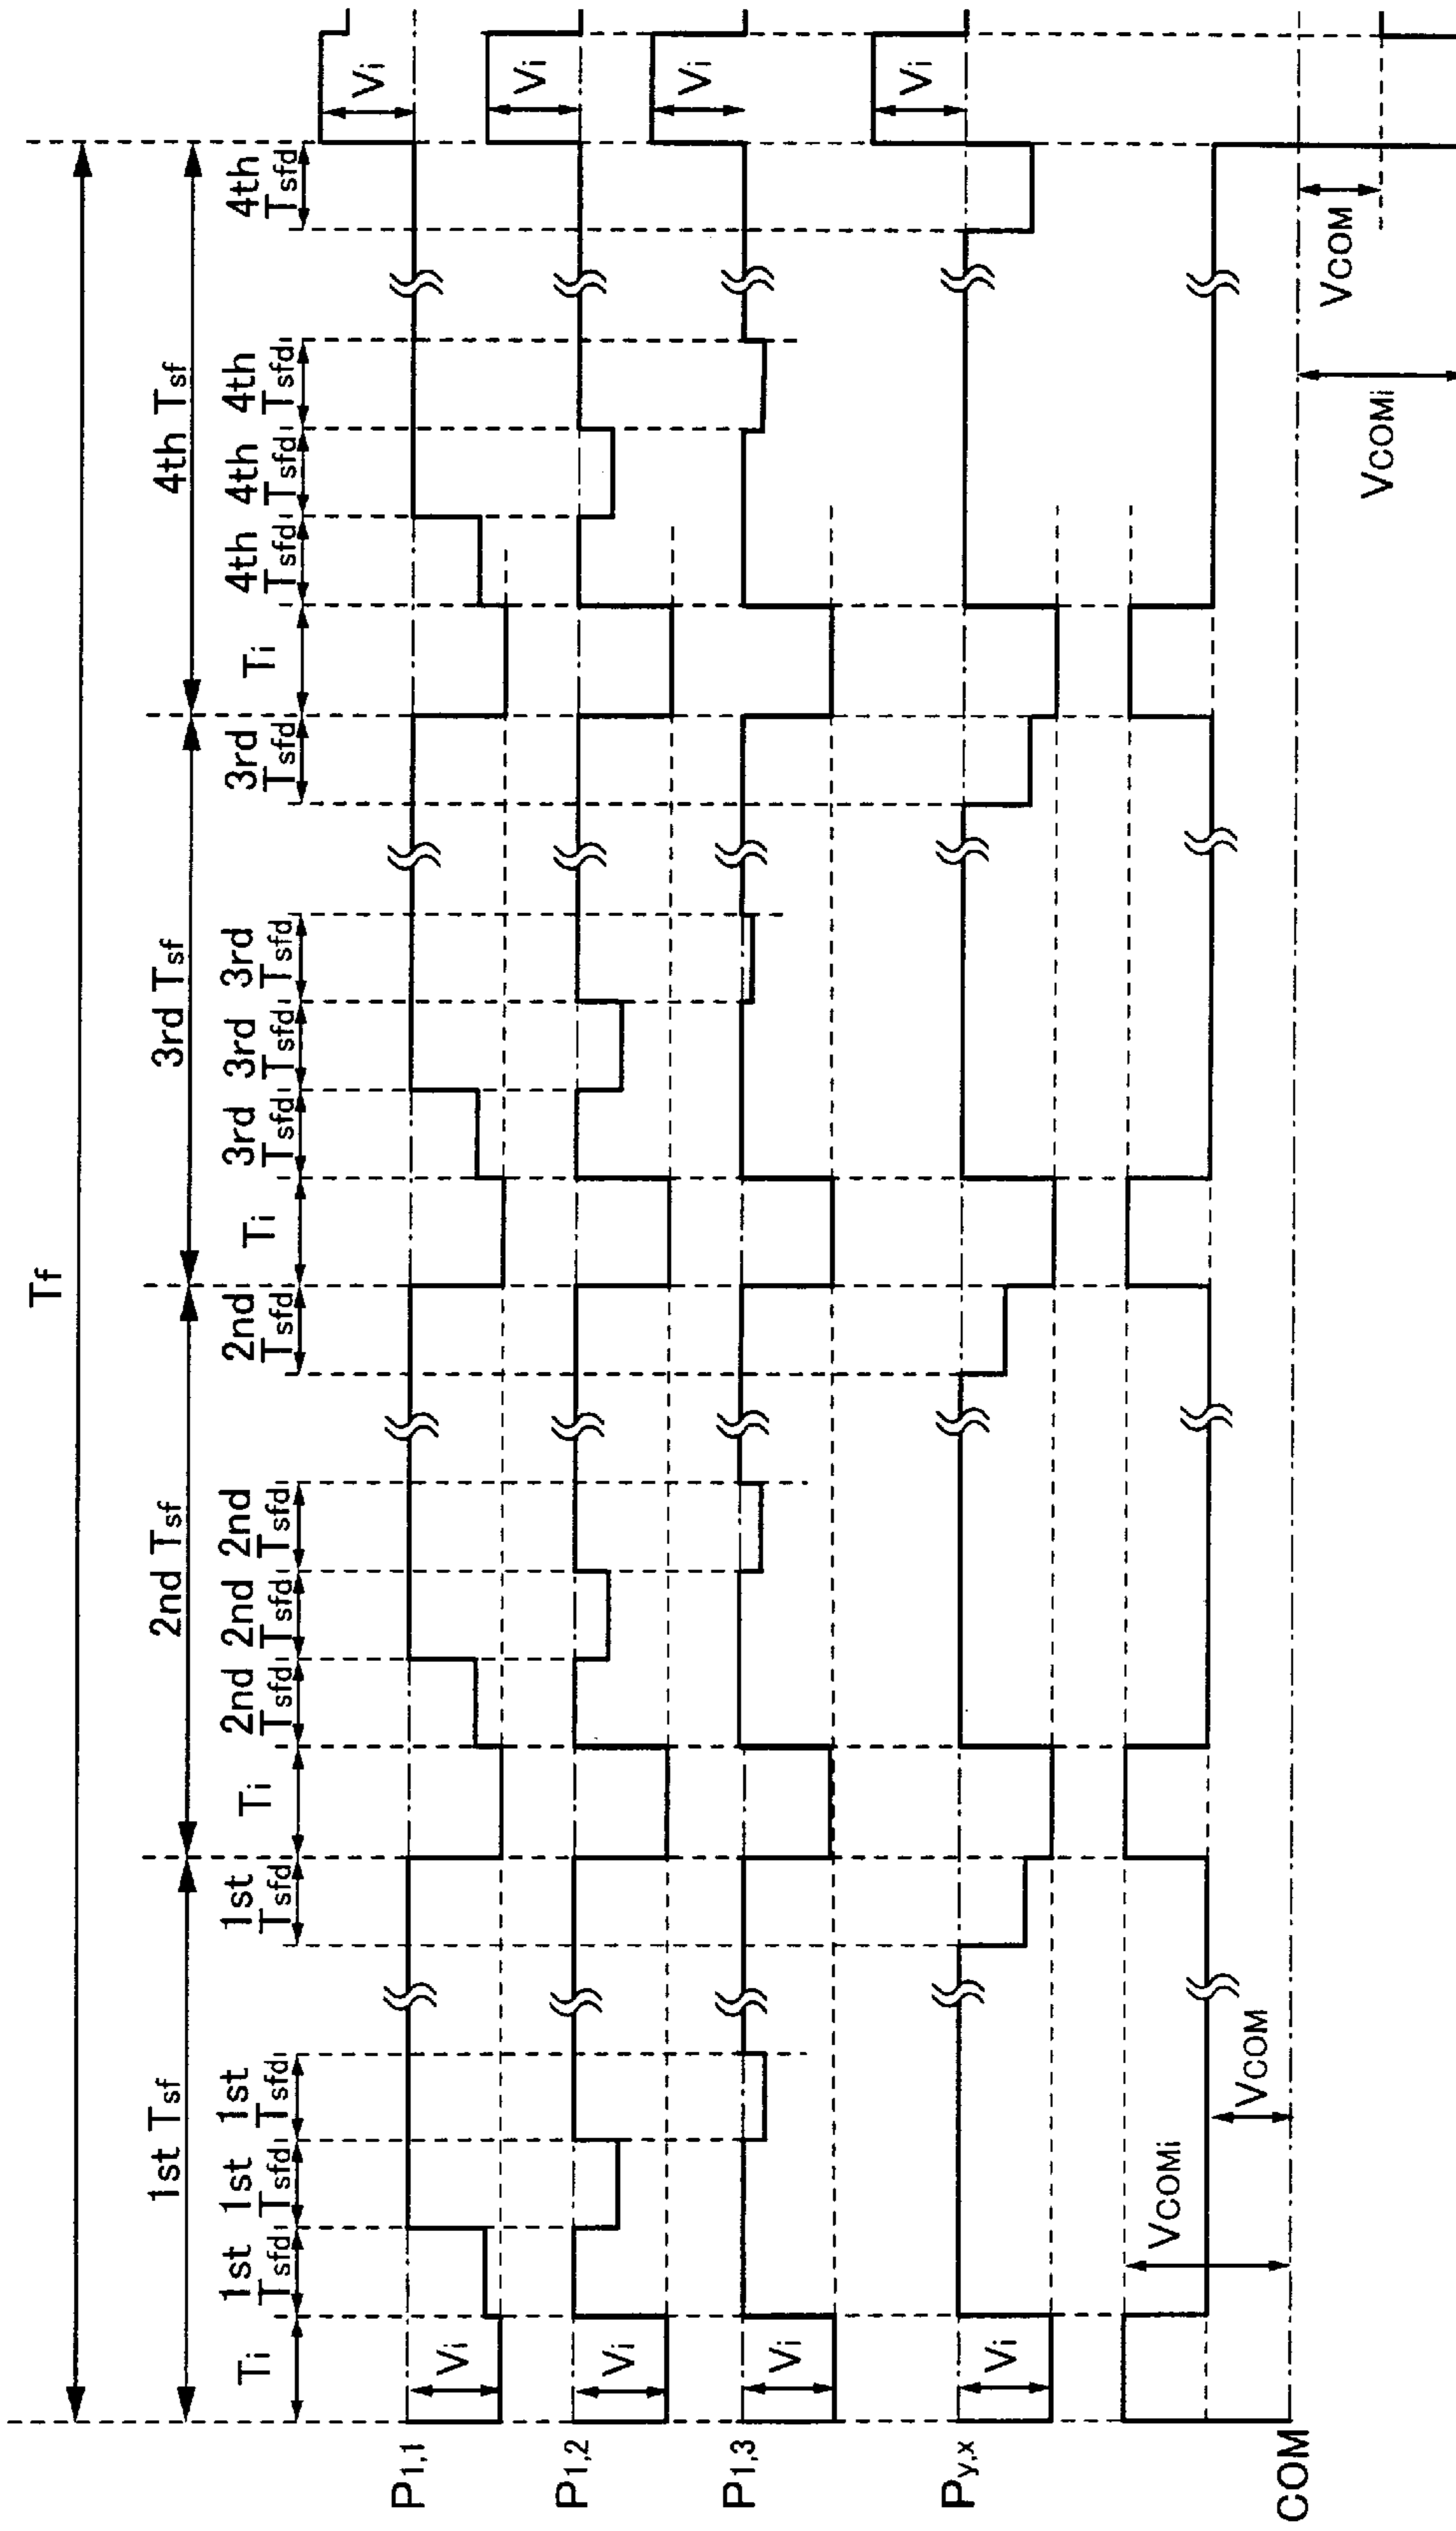 Tf
1st Tsf
2nd Tsf
3rd Tsf
4th Tsf
Ti
1st Tsfd
1st Tsfd
1st Tsfd
1st Tsfd
Ti
2nd Tsfd
2nd Tsfd
2nd Tsfd
2nd Tsfd
Ti
3rd Tsfd
3rd Tsfd
3rd Tsfd
3rd Tsfd
Ti
4th Tsfd
4th Tsfd
4th Tsfd
4th Tsfd
P1,1
Vi
Vi
P1,2
Vi
Vi
P1,3
Vi
Vi
Py,x
Vi
Vi
COM
VCOMi
VCOM
VCOMi
VCOM